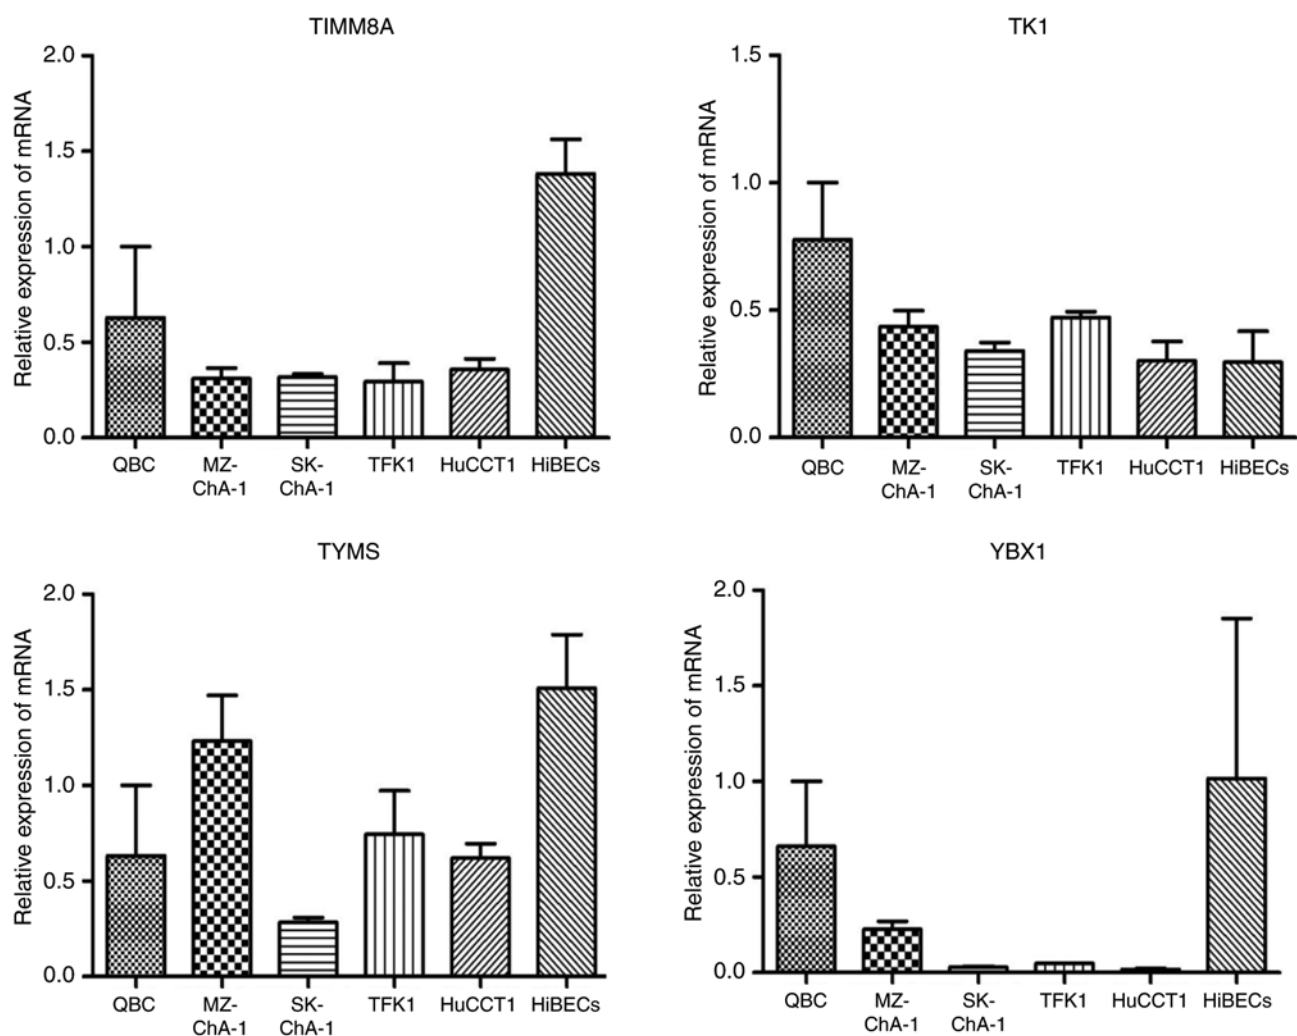 TIMM8A
Relative expression of mRNA
2.0
1.5
1.0
0.5
0.0
QBC
MZ-
ChA-1
SK-
ChA-1
TFK1
HuCCT1
HiBECs
TK1
Relative expression of mRNA
1.5
1.0
0.5
0.0
QBC
MZ-
ChA-1
SK-
ChA-1
TFK1
HuCCT1
HiBECs
TYMS
Relative expression of mRNA
2.0
1.5
1.0
0.5
0.0
QBC
MZ-
ChA-1
SK-
ChA-1
TFK1
HuCCT1
HiBECs
YBX1
Relative expression of mRNA
2.0
1.5
1.0
0.5
0.0
QBC
MZ-
ChA-1
SK-
ChA-1
TFK1
HuCCT1
HiBECs